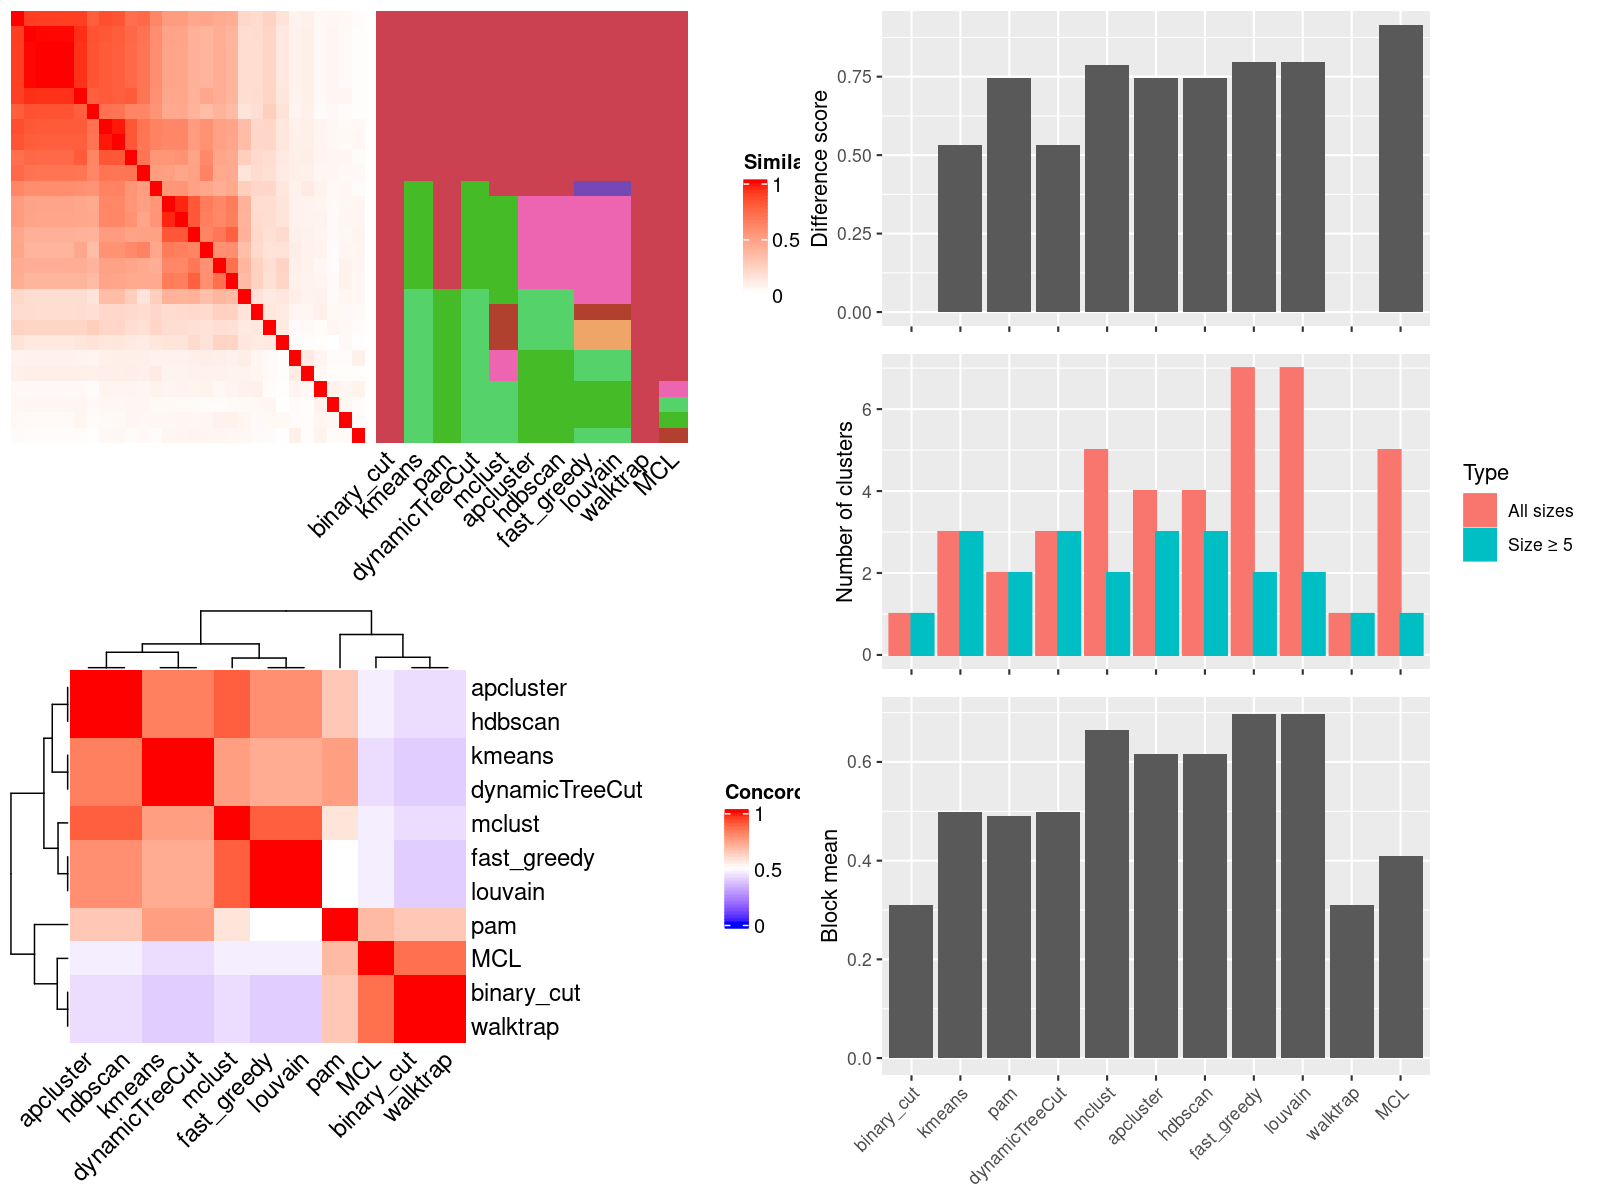 Simila
1
0.5
0
binary_cut
kmeans
pam
dynamicTreeCut
mclust
apcluster
hdbscan
fast_greedy
louvain
walktrap
MCL
apcluster
hdbscan
kmeans
dynamicTreeCut
mclust
fast_greedy
louvain
pam
MCL
binary_cut
walktrap
Concord
1
0.5
0
apcluster
hdbscan
kmeans
dynamicTreeCut
mclust
fast_greedy
louvain
pam
MCL
binary_cut
walktrap
Difference score
0.75
0.50
0.25
0.00
Number of clusters
6
4
2
0
Type
All sizes
Size ≥ 5
Block mean
0.6
0.4
0.2
0.0
binary_cut
kmeans
pam
dynamicTreeCut
mclust
apcluster
hdbscan
fast_greedy
louvain
walktrap
MCL